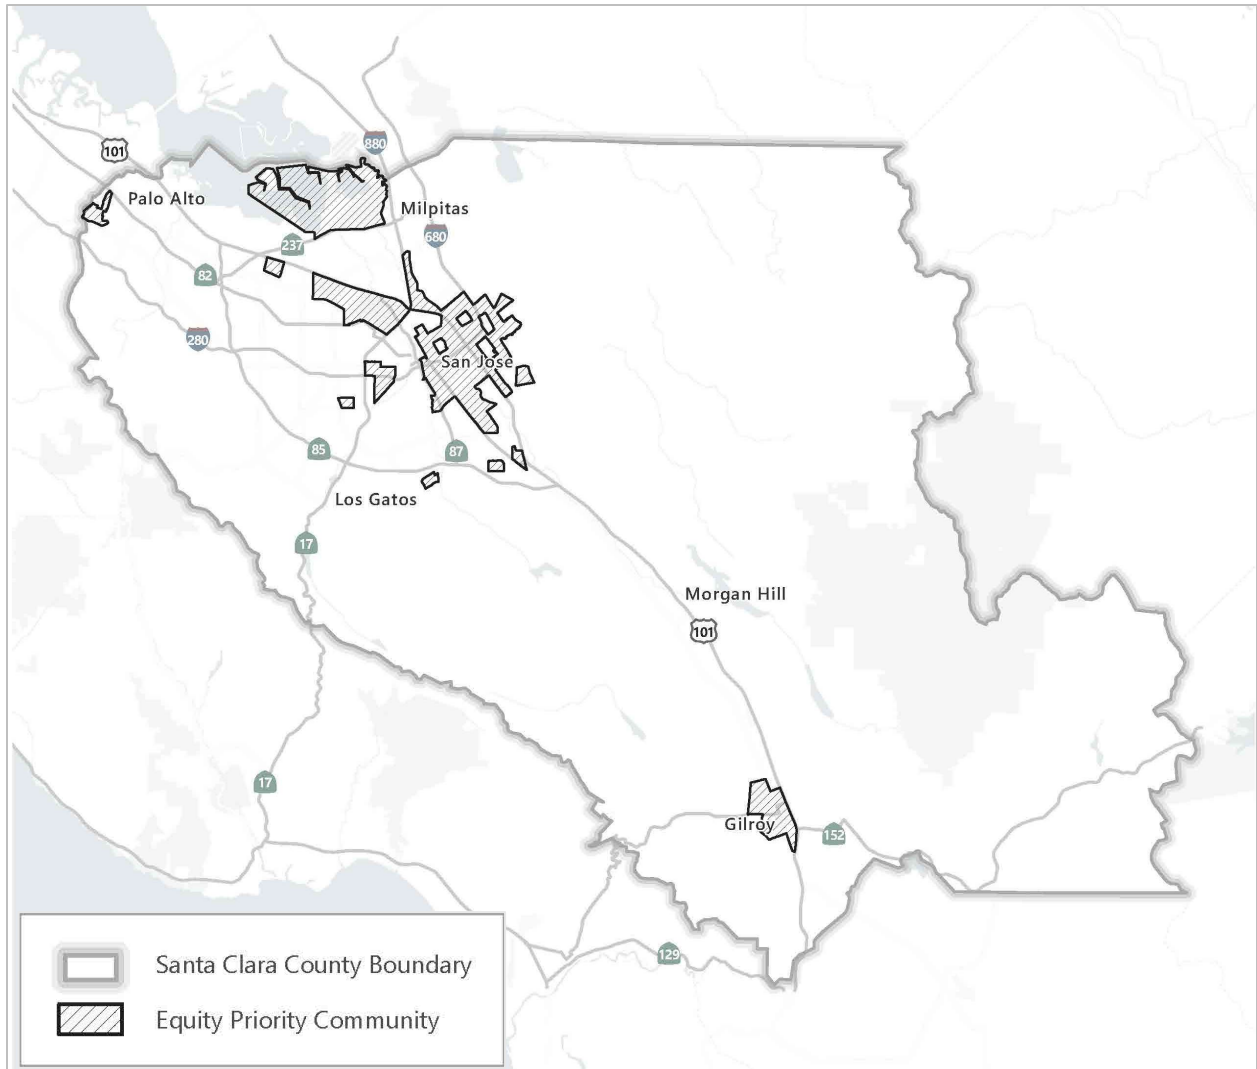 880
101
Palo Alto
Milpitas
680
237
82
280
San Jose
85
87
Los Gatos
17
Morgan Hill
101
17
Gilroy
152
129
Santa Clara County Boundary
Equity Priority Community